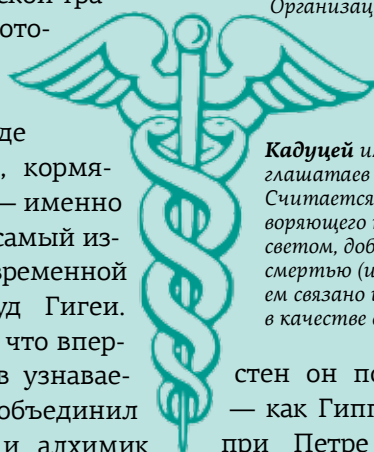 ской тра
ото-
де
, кормя-
— именно
самый из-
временной
уд Гигеи.
что впер-
в узнавае-
объединил
и алхимик
Организац
Кадуцей и
глашатаев
Считается
воряющего
светом, доб
смертью (и
ем связано и
в качестве
стен он по
— как Гипп
при Петре